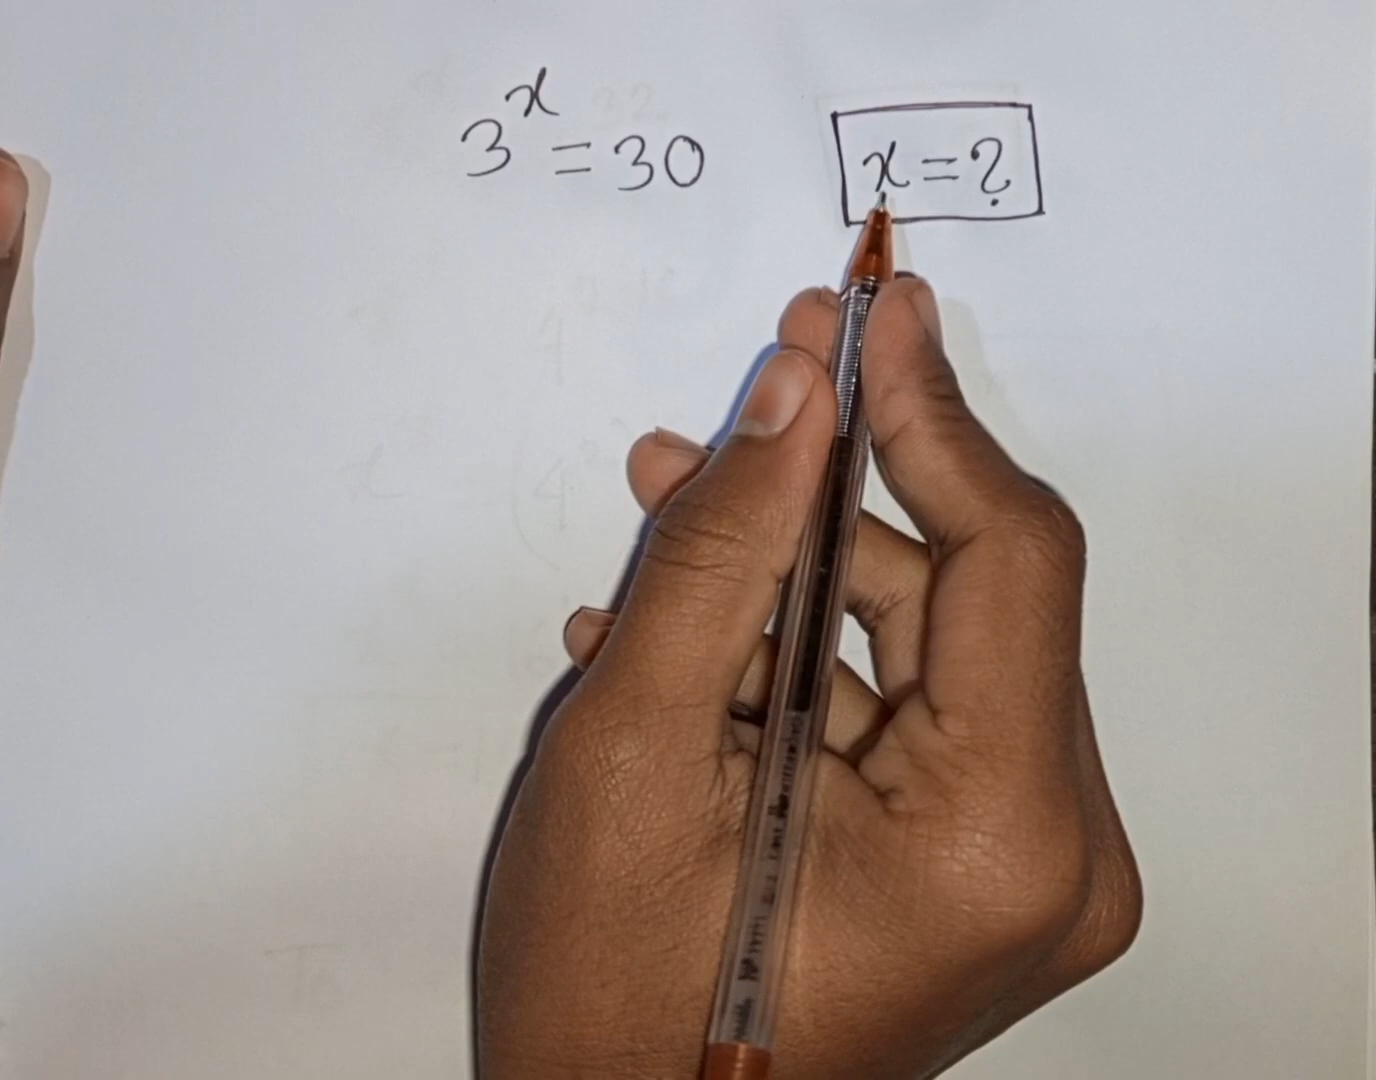 3^x = 30
x = ?